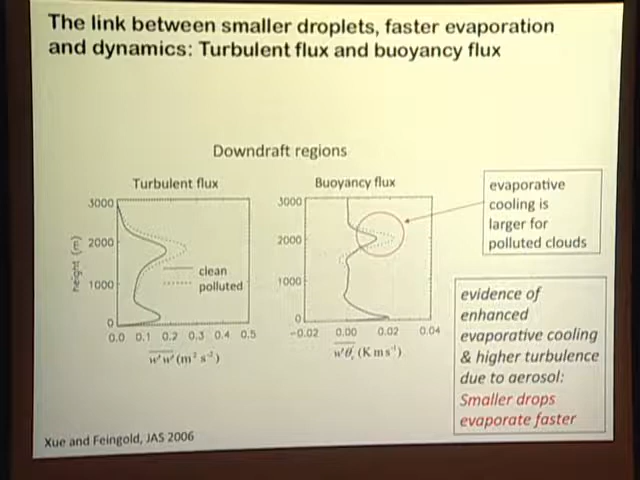 The link between smaller droplets, faster evaporation
and dynamics: Turbulent flux and buoyancy flux
Downdraft regions
Turbulent flux
Buoyancy flux
evaporative
cooling is
larger for
polluted clouds
3000
2000
1000
0
height (m)
clean
polluted
0.0 0.1 0.2 0.3 0.4 0.5
w'w' (m² s⁻²)
3000
2000
1000
0
−0.02 0.00 0.02 0.04
w'θᵥ' (K m s⁻¹)
evidence of
enhanced
evaporative cooling
& higher turbulence
due to aerosol:
Smaller drops
evaporate faster
Xue and Feingold, JAS 2006